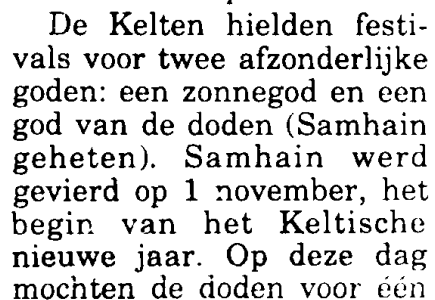 De Kelten hielden festi-
vals voor twee afzonderlijke
goden: een zonnegod en een
god van de doden (Samhain
geheten). Samhain werd
gevierd op 1 november, het
begin van het Keltische
nieuwe jaar. Op deze dag
mochten de doden voor één